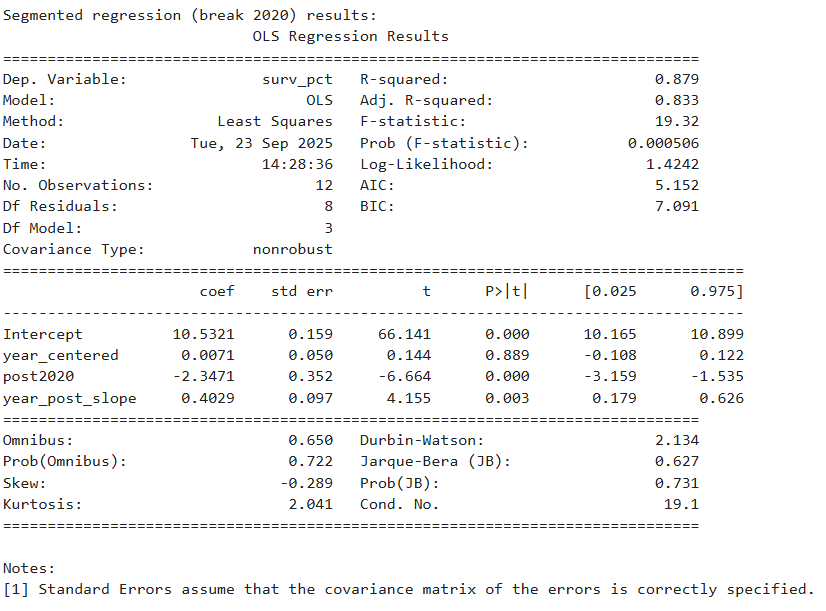 Segmented regression (break 2020) results:
                            OLS Regression Results
==============================================================================
Dep. Variable:               surv_pct   R-squared:                       0.879
Model:                            OLS   Adj. R-squared:                  0.833
Method:                 Least Squares   F-statistic:                     19.32
Date:                Tue, 23 Sep 2025   Prob (F-statistic):           0.000506
Time:                        14:28:36   Log-Likelihood:                 1.4242
No. Observations:                  12   AIC:                             5.152
Df Residuals:                       8   BIC:                             7.091
Df Model:                           3
Covariance Type:            nonrobust
===================================================================================
                      coef    std err          t      P>|t|      [0.025      0.975]
-----------------------------------------------------------------------------------
Intercept          10.5321      0.159     66.141      0.000      10.165      10.899
year_centered       0.0071      0.050      0.144      0.889      -0.108       0.122
post2020           -2.3471      0.352     -6.664      0.000      -3.159      -1.535
year_post_slope     0.4029      0.097      4.155      0.003       0.179       0.626
==============================================================================
Omnibus:                        0.650   Durbin-Watson:                   2.134
Prob(Omnibus):                  0.722   Jarque-Bera (JB):                0.627
Skew:                          -0.289   Prob(JB):                        0.731
Kurtosis:                       2.041   Cond. No.                         19.1
==============================================================================

Notes:
[1] Standard Errors assume that the covariance matrix of the errors is correctly specified.